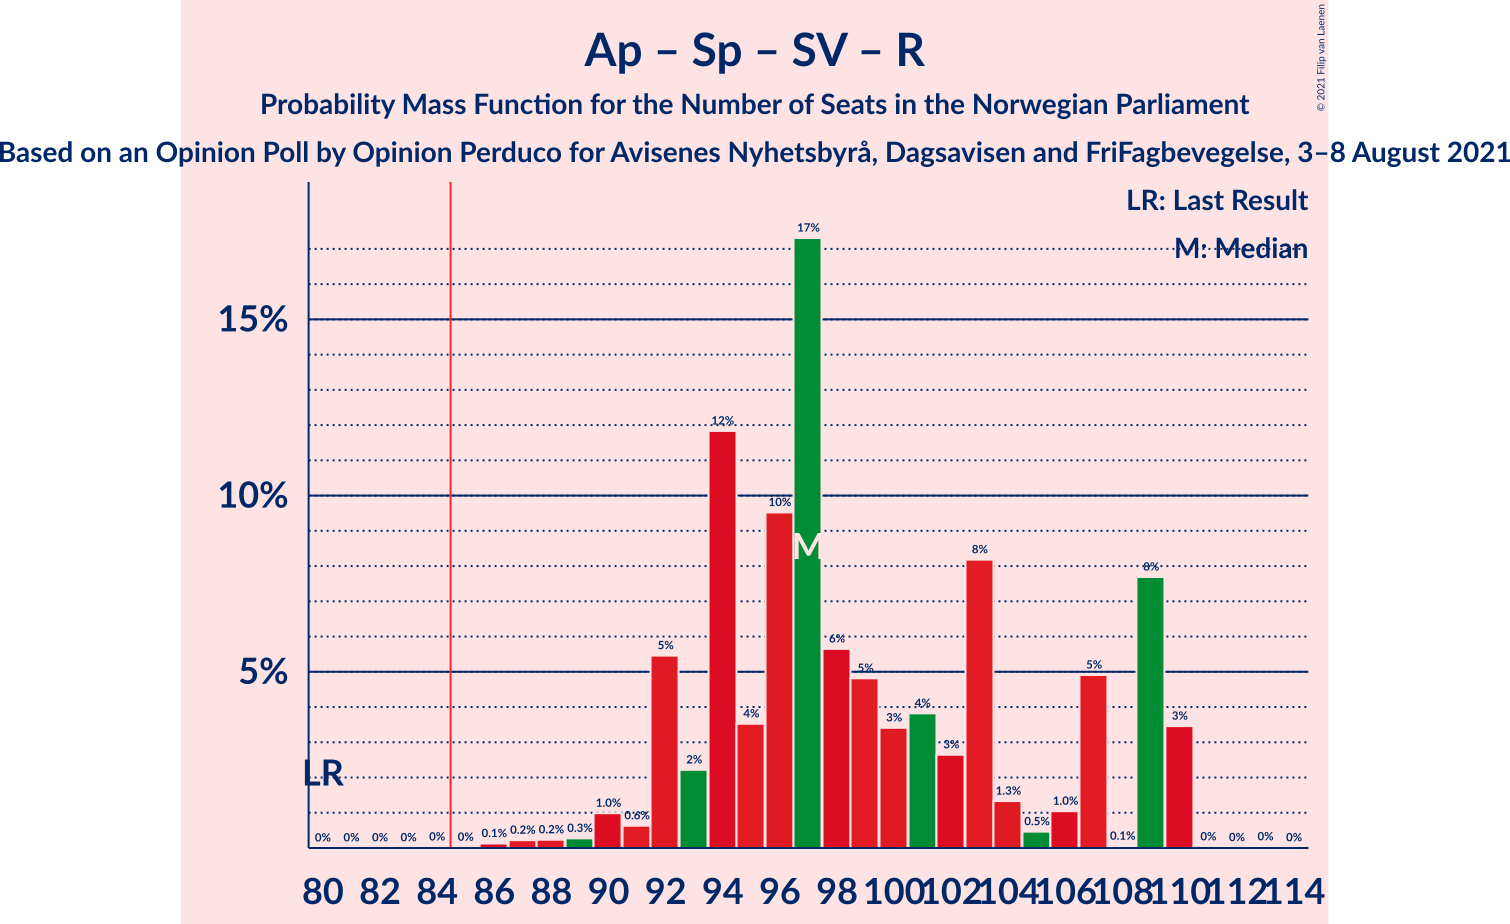 Ap – Sp – SV – R
Probability Mass Function for the Number of Seats in the Norwegian Parliament
Based on an Opinion Poll by Opinion Perduco for Avisenes Nyhetsbyrå, Dagsavisen and FriFagbevegelse, 3–8 August 2021
© 2021 Filip van Laenen
LR: Last Result
M: Median
15%
10%
5%
LR
M
0% 0% 0% 0% 0% 0% 0.1% 0.2% 0.2% 0.3% 1.0% 0.6% 5% 2% 12% 4% 10% 17% 6% 5% 3% 4% 3% 8% 1.3% 0.5% 1.0% 5% 0.1% 8% 3% 0% 0% 0% 0%
80 82 84 86 88 90 92 94 96 98 100 102 104 106 108 110 112 114